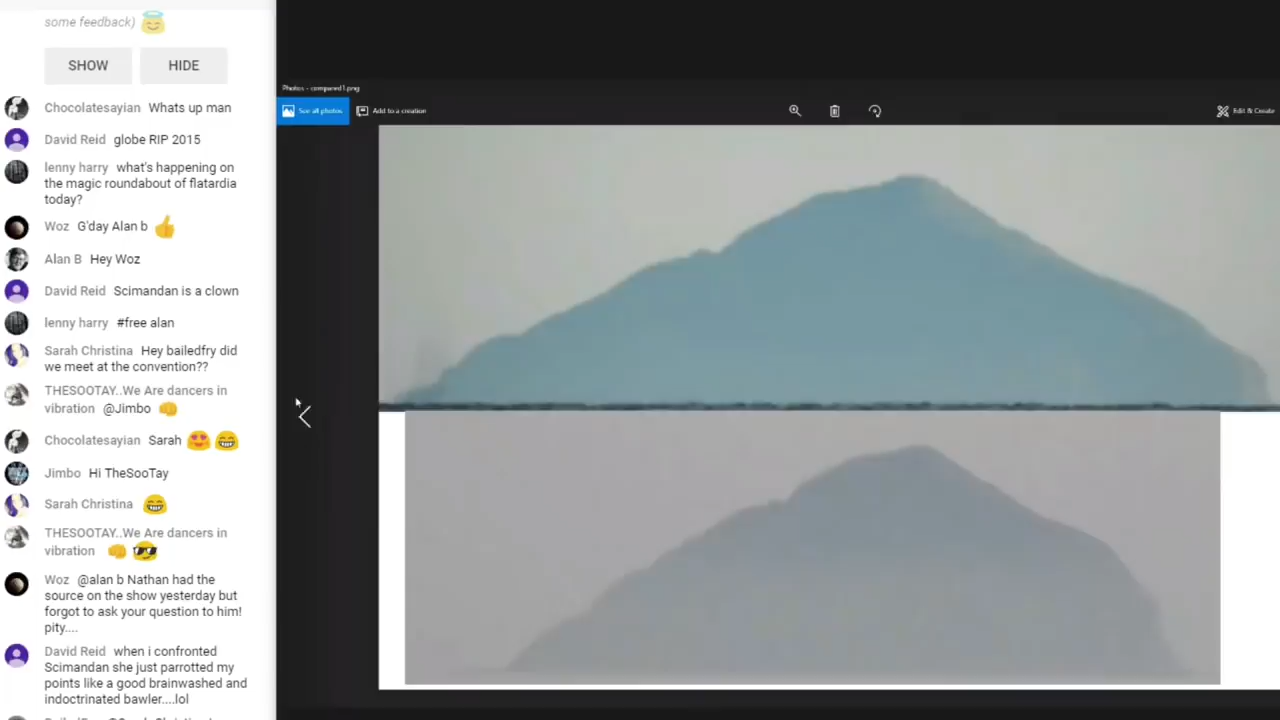 some feedback)
SHOW HIDE
Chocolatesayian Whats up man
David Reid globe RIP 2015
lenny harry what's happening on
the magic roundabout of flatardia
today?
Woz G'day Alan b
Alan B Hey Woz
David Reid Scimandan is a clown
lenny harry #free alan
Sarah Christina Hey bailedfry did
we meet at the convention??
THESOOTAY..We Are dancers in
vibration @Jimbo
Chocolatesayian Sarah
Jimbo Hi TheSooTay
Sarah Christina
THESOOTAY..We Are dancers in
vibration
Woz @alan b Nathan had the
source on the show yesterday but
forgot to ask your question to him!
pity....
David Reid when i confronted
Scimandan she just parrotted my
points like a good brainwashed and
indoctrinated bawler....lol
Photos - compared1.png
See all photos Add to a creation Edit & Create